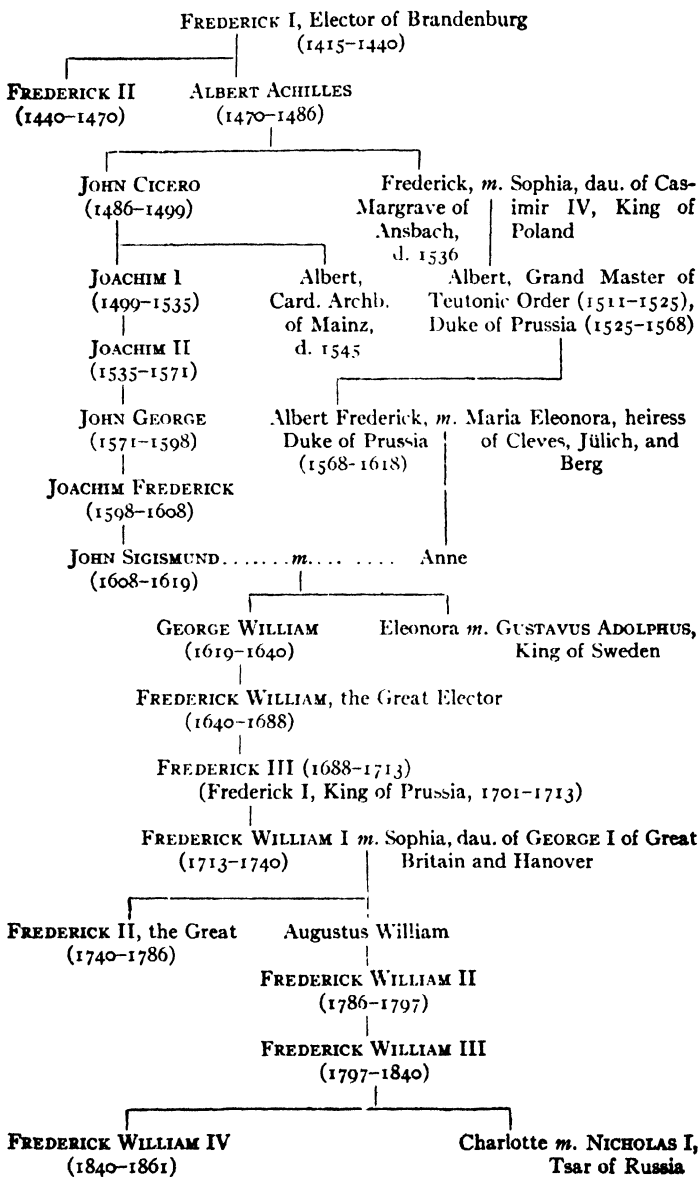 FREDERICK I, Elector of Brandenburg
(1415–1440)
FREDERICK II
(1440–1470)
ALBERT ACHILLES
(1470–1486)
JOHN CICERO
(1486–1499)
Frederick, m. Sophia, dau. of Cas-
Margrave of imir IV, King of
Ansbach, Poland
d. 1536
JOACHIM I
(1499–1535)
Albert,
Card. Archb.
of Mainz,
d. 1545
Albert, Grand Master of
Teutonic Order (1511–1525),
Duke of Prussia (1525–1568)
JOACHIM II
(1535–1571)
JOHN GEORGE
(1571–1598)
Albert Frederick, m. Maria Eleonora, heiress
Duke of Prussia of Cleves, Jülich, and
(1568-1618) Berg
JOACHIM FREDERICK
(1598–1608)
JOHN SIGISMUND.......m..... ..... Anne
(1608–1619)
GEORGE WILLIAM
(1619–1640)
Eleonora m. GUSTAVUS ADOLPHUS,
King of Sweden
FREDERICK WILLIAM, the Great Elector
(1640–1688)
FREDERICK III (1688–1713)
(Frederick I, King of Prussia, 1701–1713)
FREDERICK WILLIAM I m. Sophia, dau. of GEORGE I of Great
(1713–1740) Britain and Hanover
FREDERICK II, the Great
(1740–1786)
Augustus William
FREDERICK WILLIAM II
(1786–1797)
FREDERICK WILLIAM III
(1797–1840)
FREDERICK WILLIAM IV
(1840–1861)
Charlotte m. NICHOLAS I,
Tsar of Russia